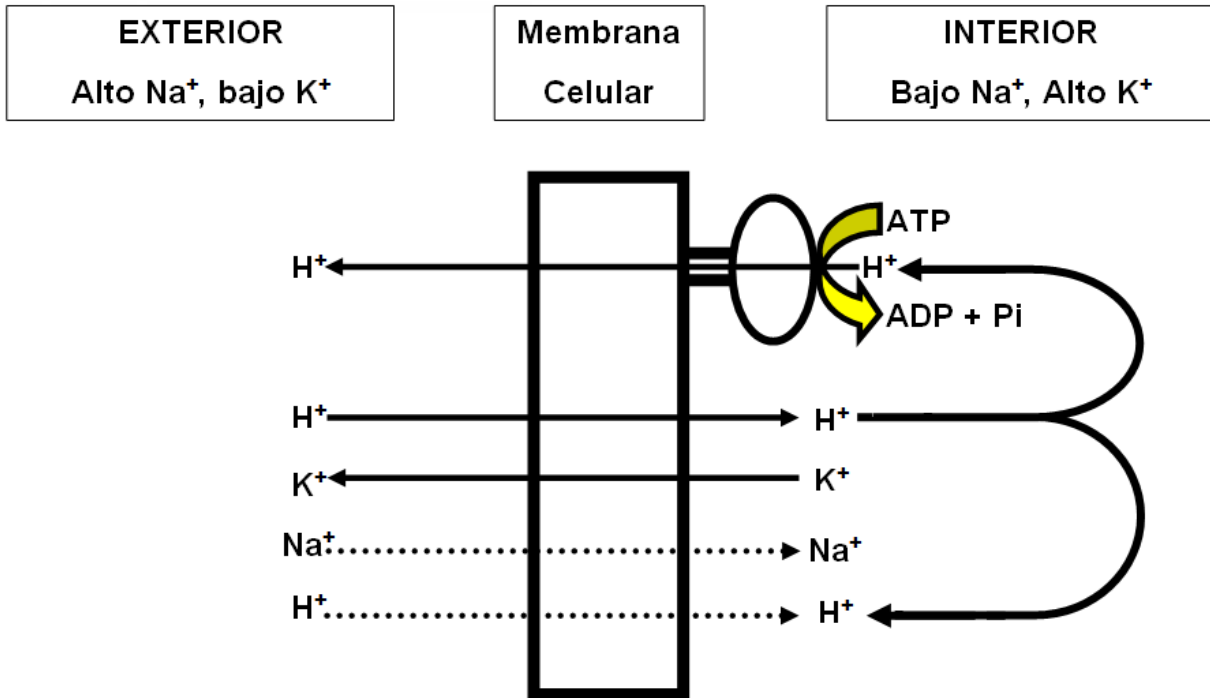 EXTERIOR
Alto Na⁺, bajo K⁺
Membrana
Celular
INTERIOR
Bajo Na⁺, Alto K⁺
ATP
H⁺ H⁺
ADP + Pi
H⁺ H⁺
K⁺ K⁺
Na⁺ Na⁺
H⁺ H⁺